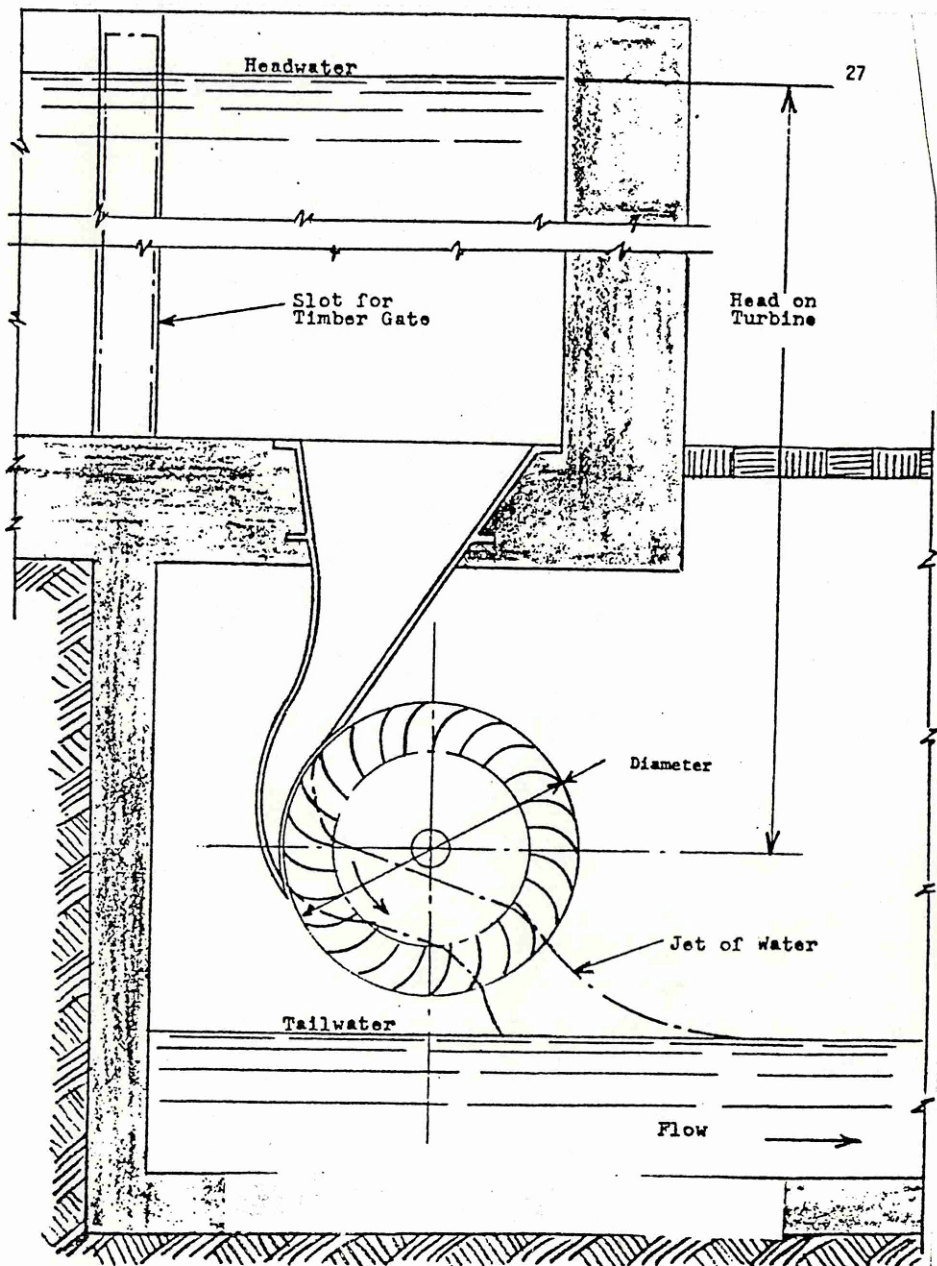 Headwater
27
Slot for
Timber Gate
Head on
Turbine
Diameter
Jet of Water
Tailwater
Flow